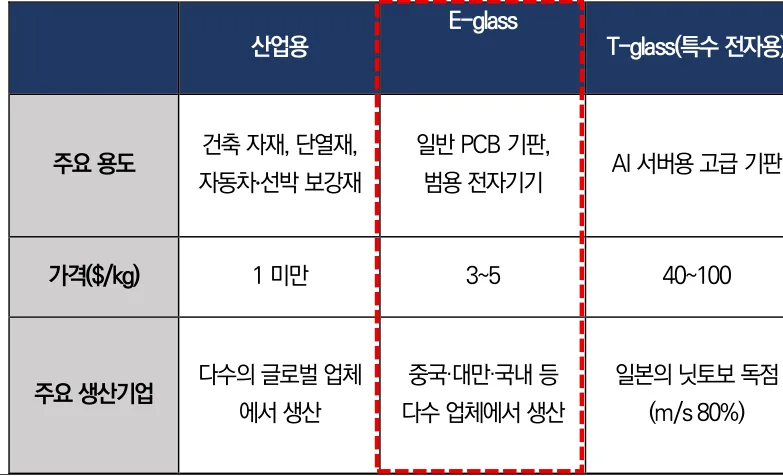 산업용
E-glass
T-glass(특수 전자용)
주요 용도
건축 자재, 단열재,
자동차·선박 보강재
일반 PCB 기판,
범용 전자기기
AI 서버용 고급 기판
가격($/kg)
1 미만
3~5
40~100
주요 생산기업
다수의 글로벌 업체
에서 생산
중국·대만·국내 등
다수 업체에서 생산
일본의 닛토보 독점
(m/s 80%)